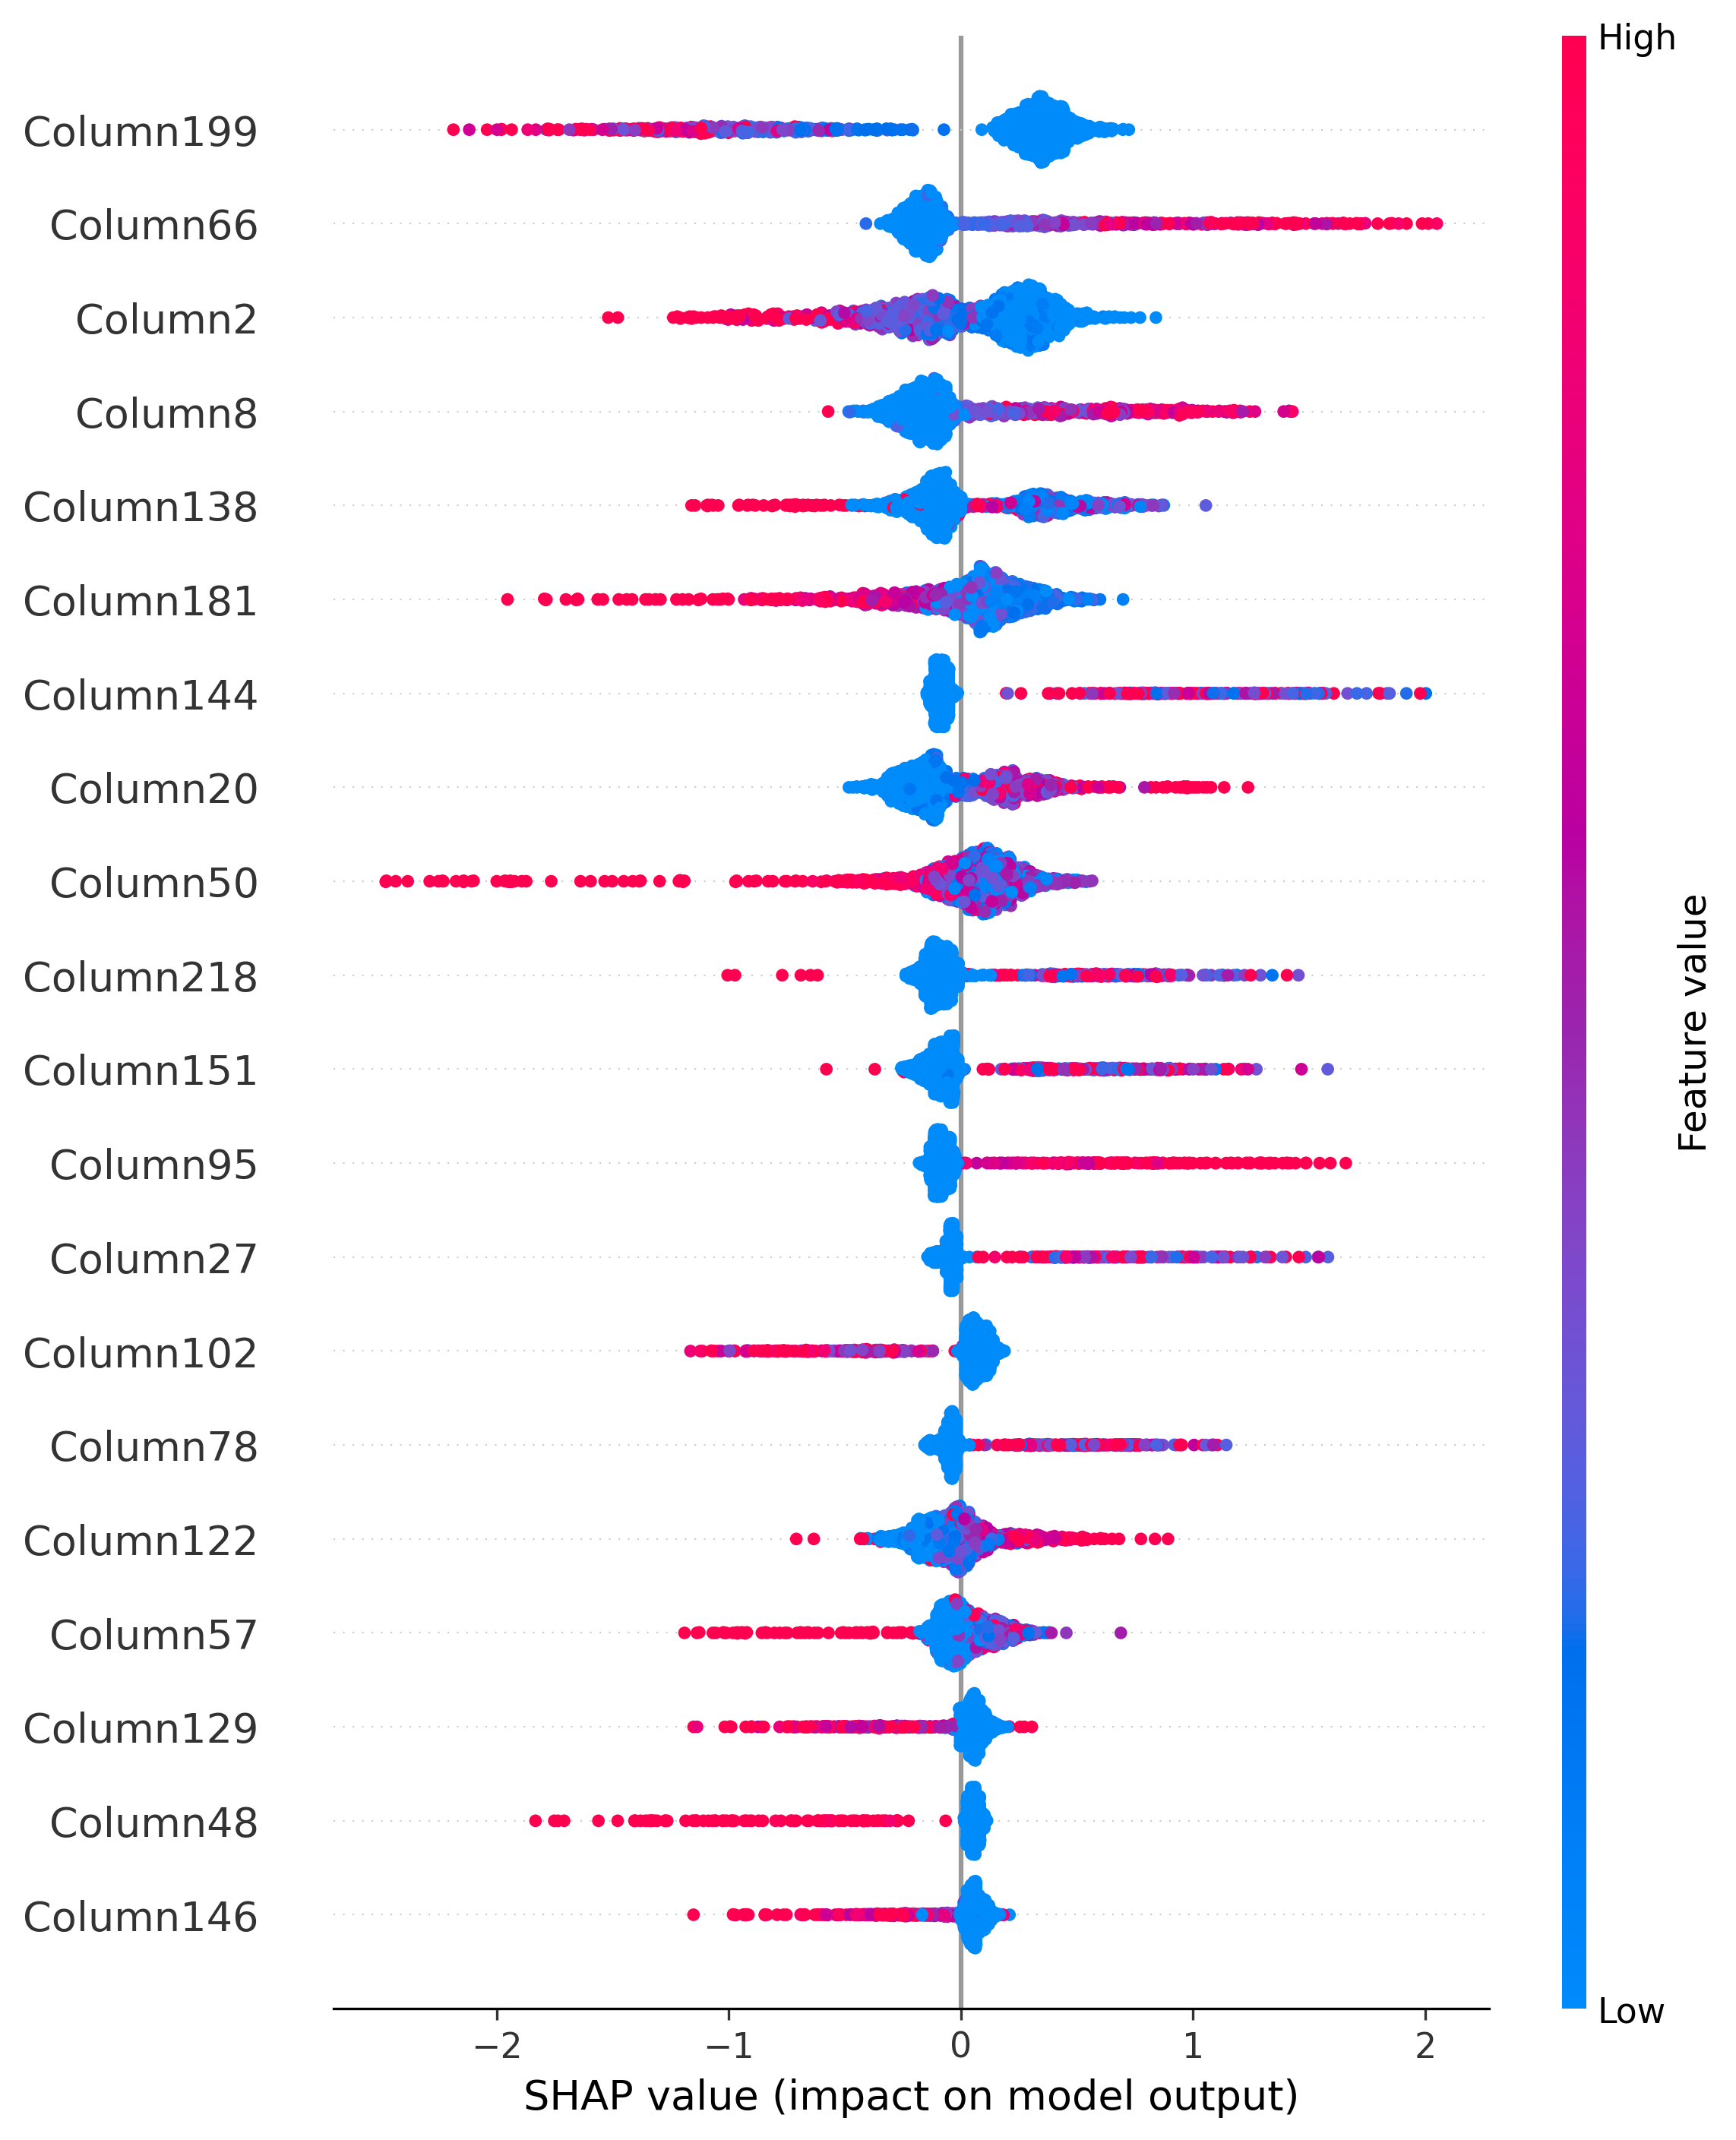 High
Column199
Column66
Column2
Column8
Column138
Column181
Column144
Column20
Column50
Column218
Column151
Column95
Column27
Column102
Column78
Column122
Column57
Column129
Column48
Column146
Feature value
Low
−2 −1 0 1 2
SHAP value (impact on model output)